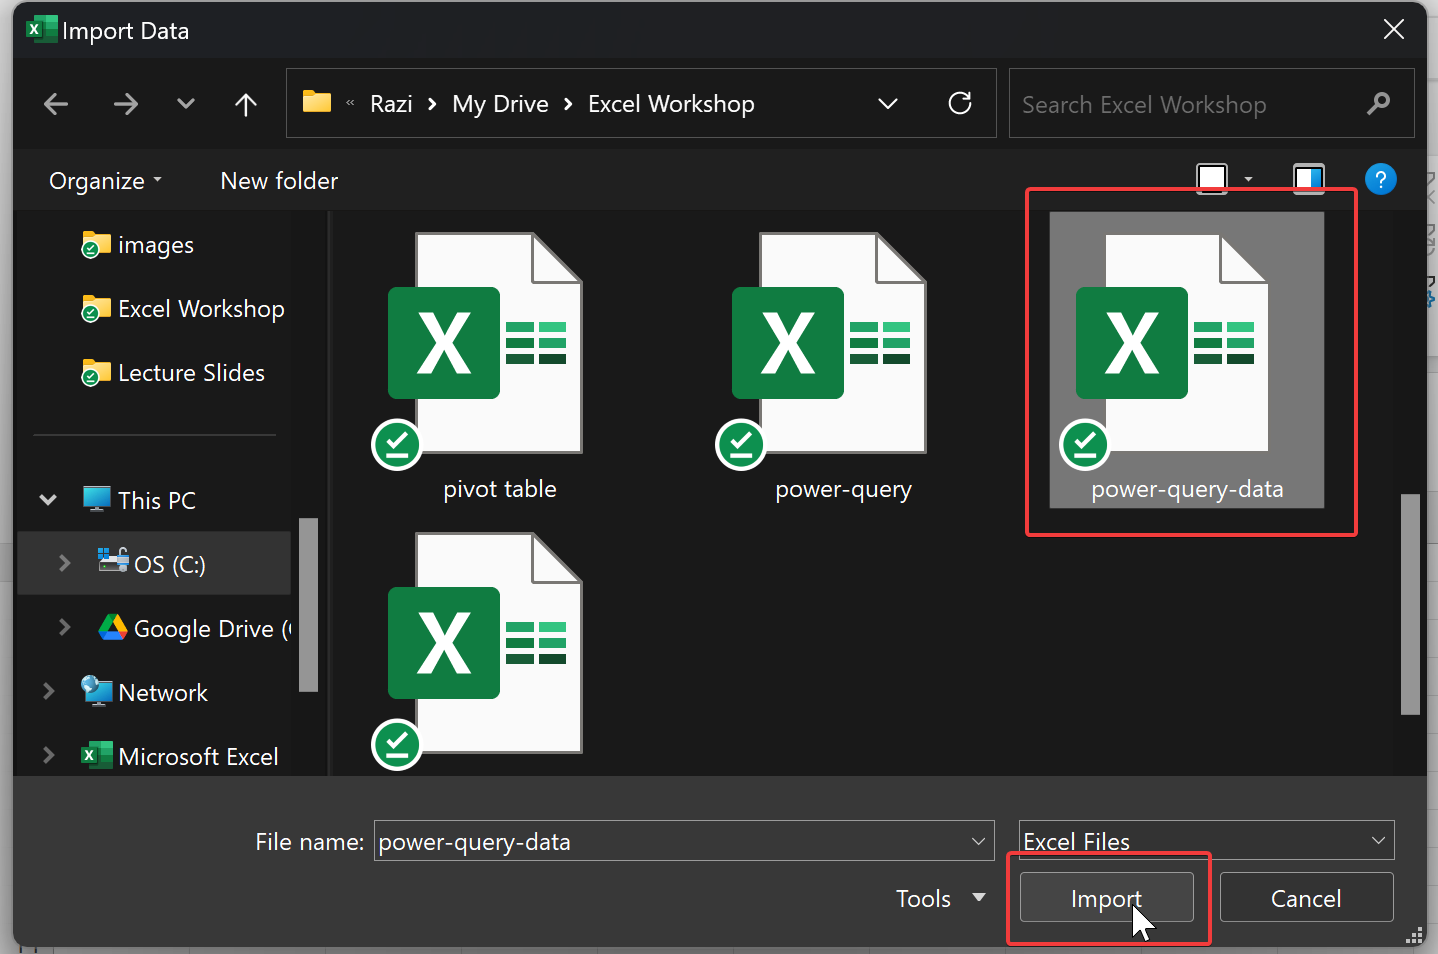 Import Data
« Razi > My Drive > Excel Workshop
Search Excel Workshop
Organize
New folder
?
images
Excel Workshop
Lecture Slides
This PC
OS (C:)
Google Drive (
Network
Microsoft Excel
pivot table
power-query
power-query-data
File name: power-query-data
Excel Files
Tools
Import
Cancel